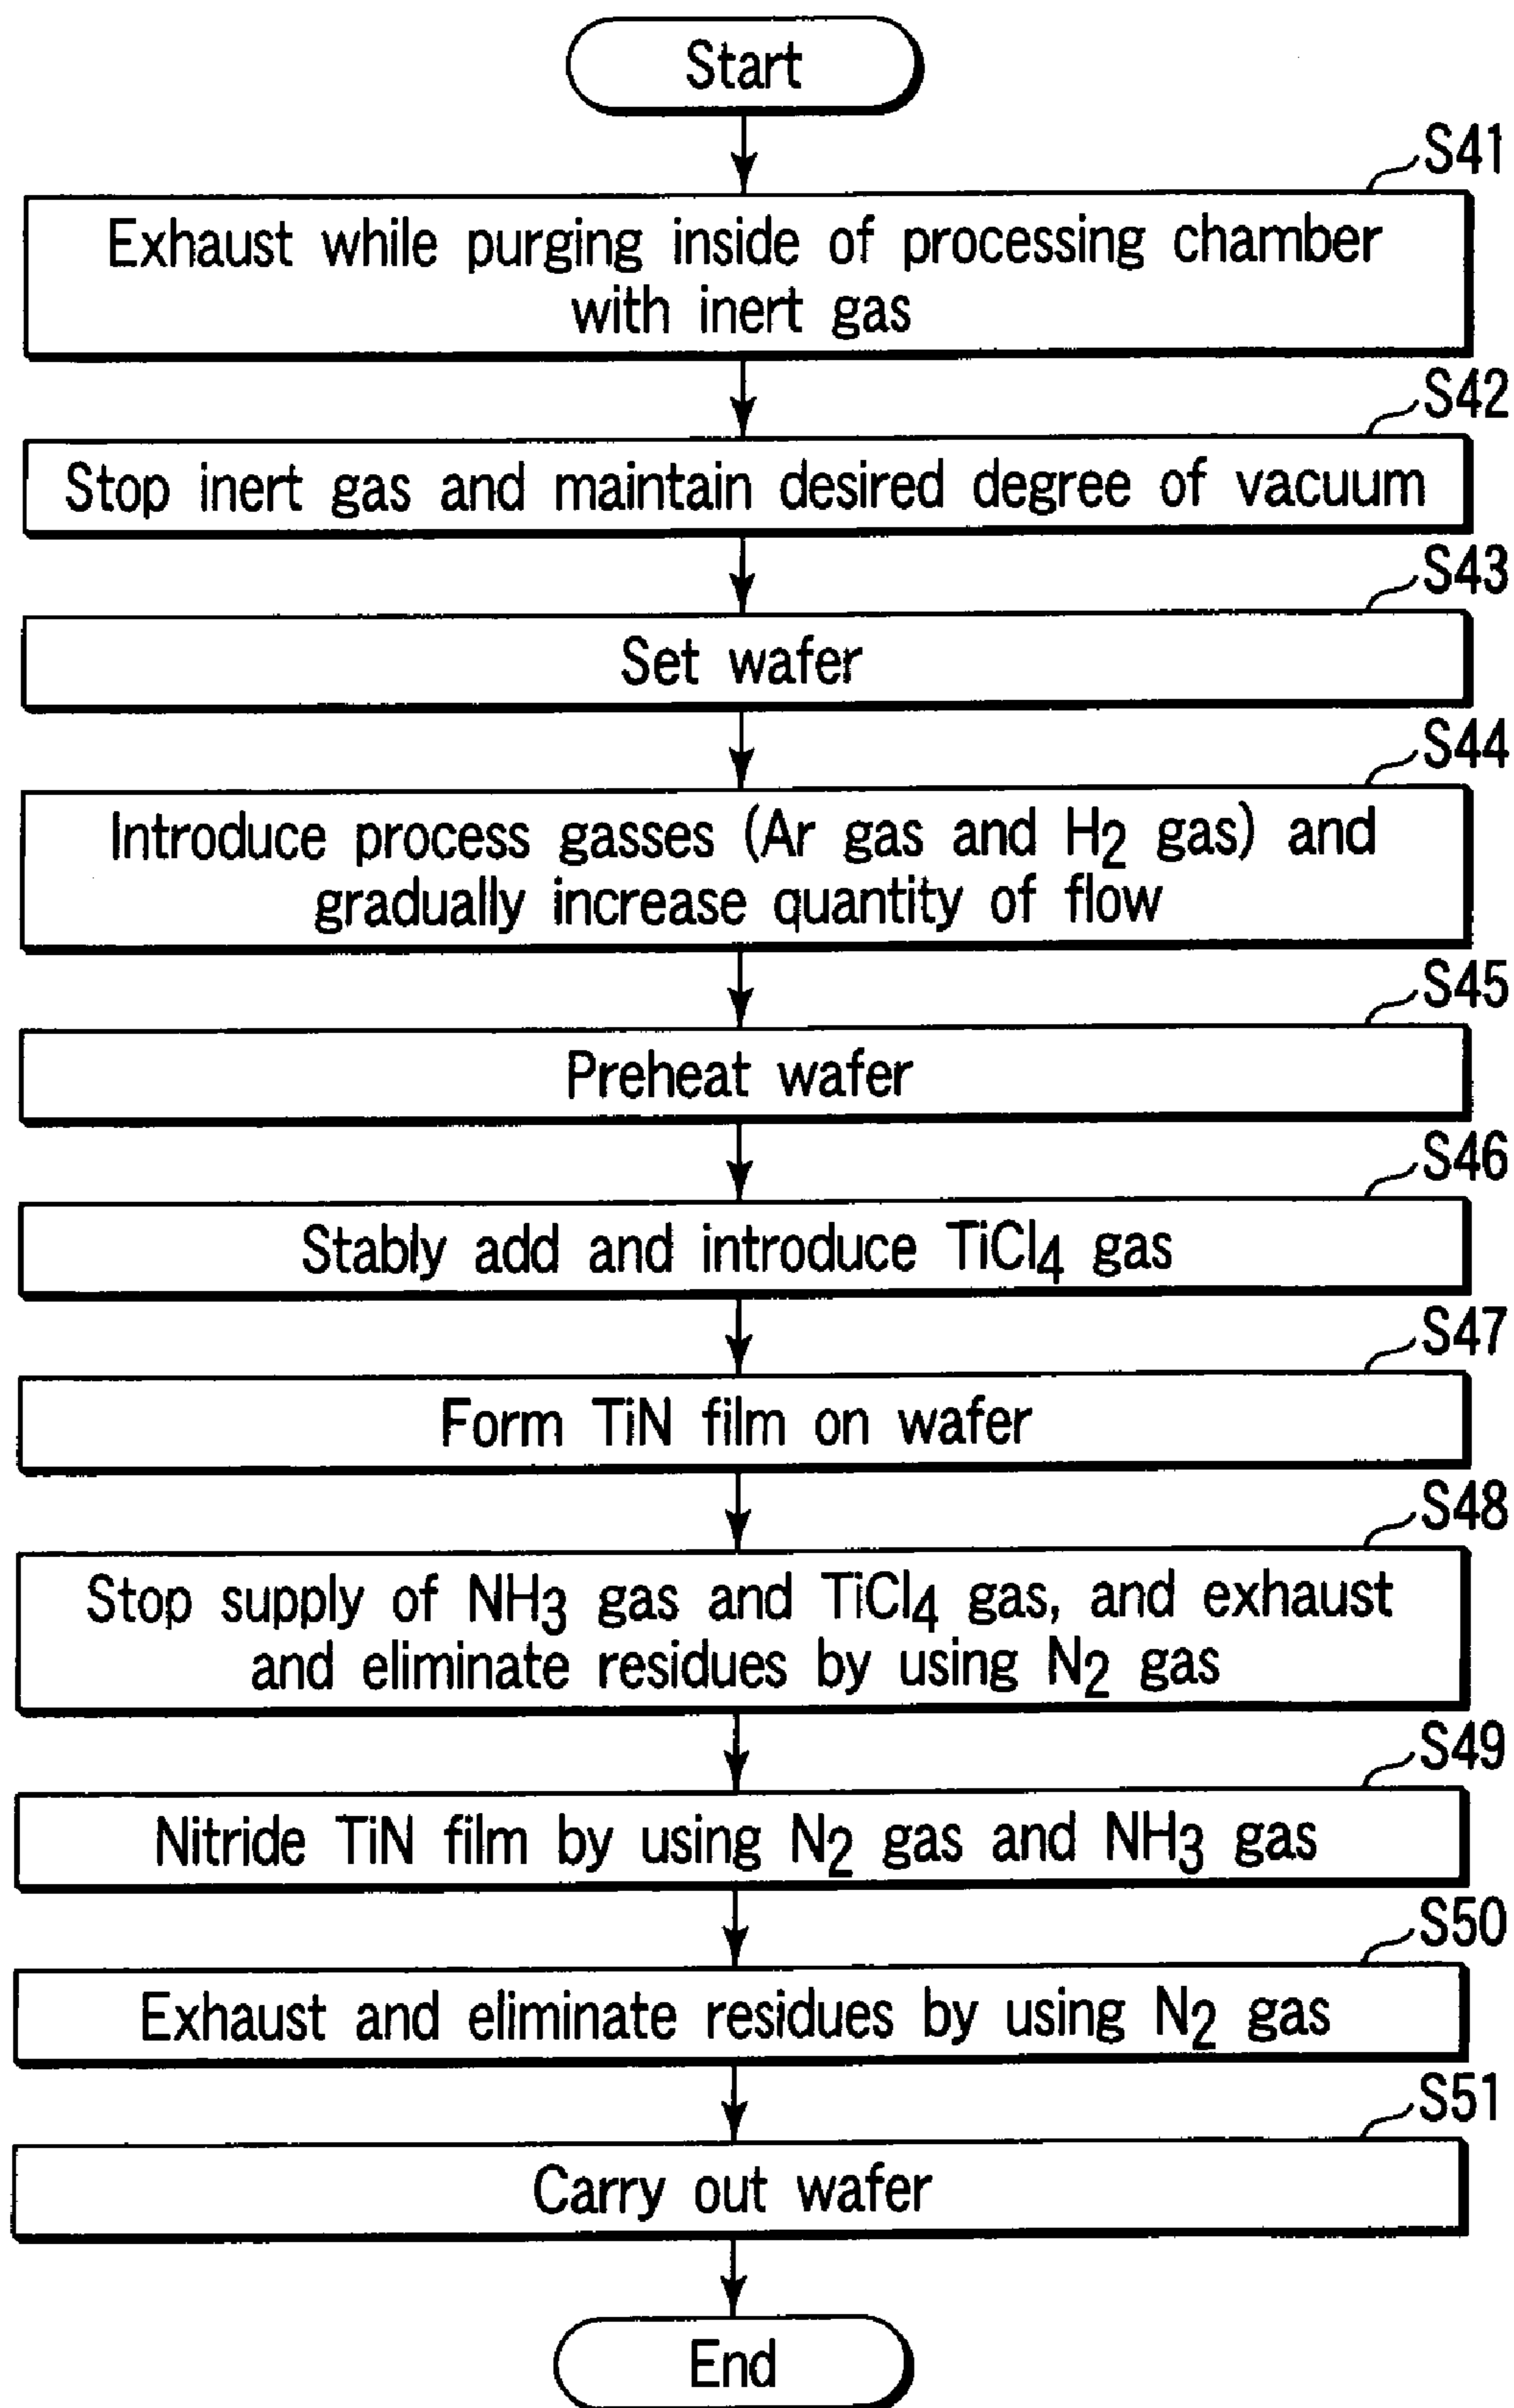 Start
S41
Exhaust while purging inside of processing chamber
with inert gas
S42
Stop inert gas and maintain desired degree of vacuum
S43
Set wafer
S44
Introduce process gasses (Ar gas and H2 gas) and
gradually increase quantity of flow
S45
Preheat wafer
S46
Stably add and introduce TiCl4 gas
S47
Form TiN film on wafer
S48
Stop supply of NH3 gas and TiCl4 gas, and exhaust
and eliminate residues by using N2 gas
S49
Nitride TiN film by using N2 gas and NH3 gas
S50
Exhaust and eliminate residues by using N2 gas
S51
Carry out wafer
End